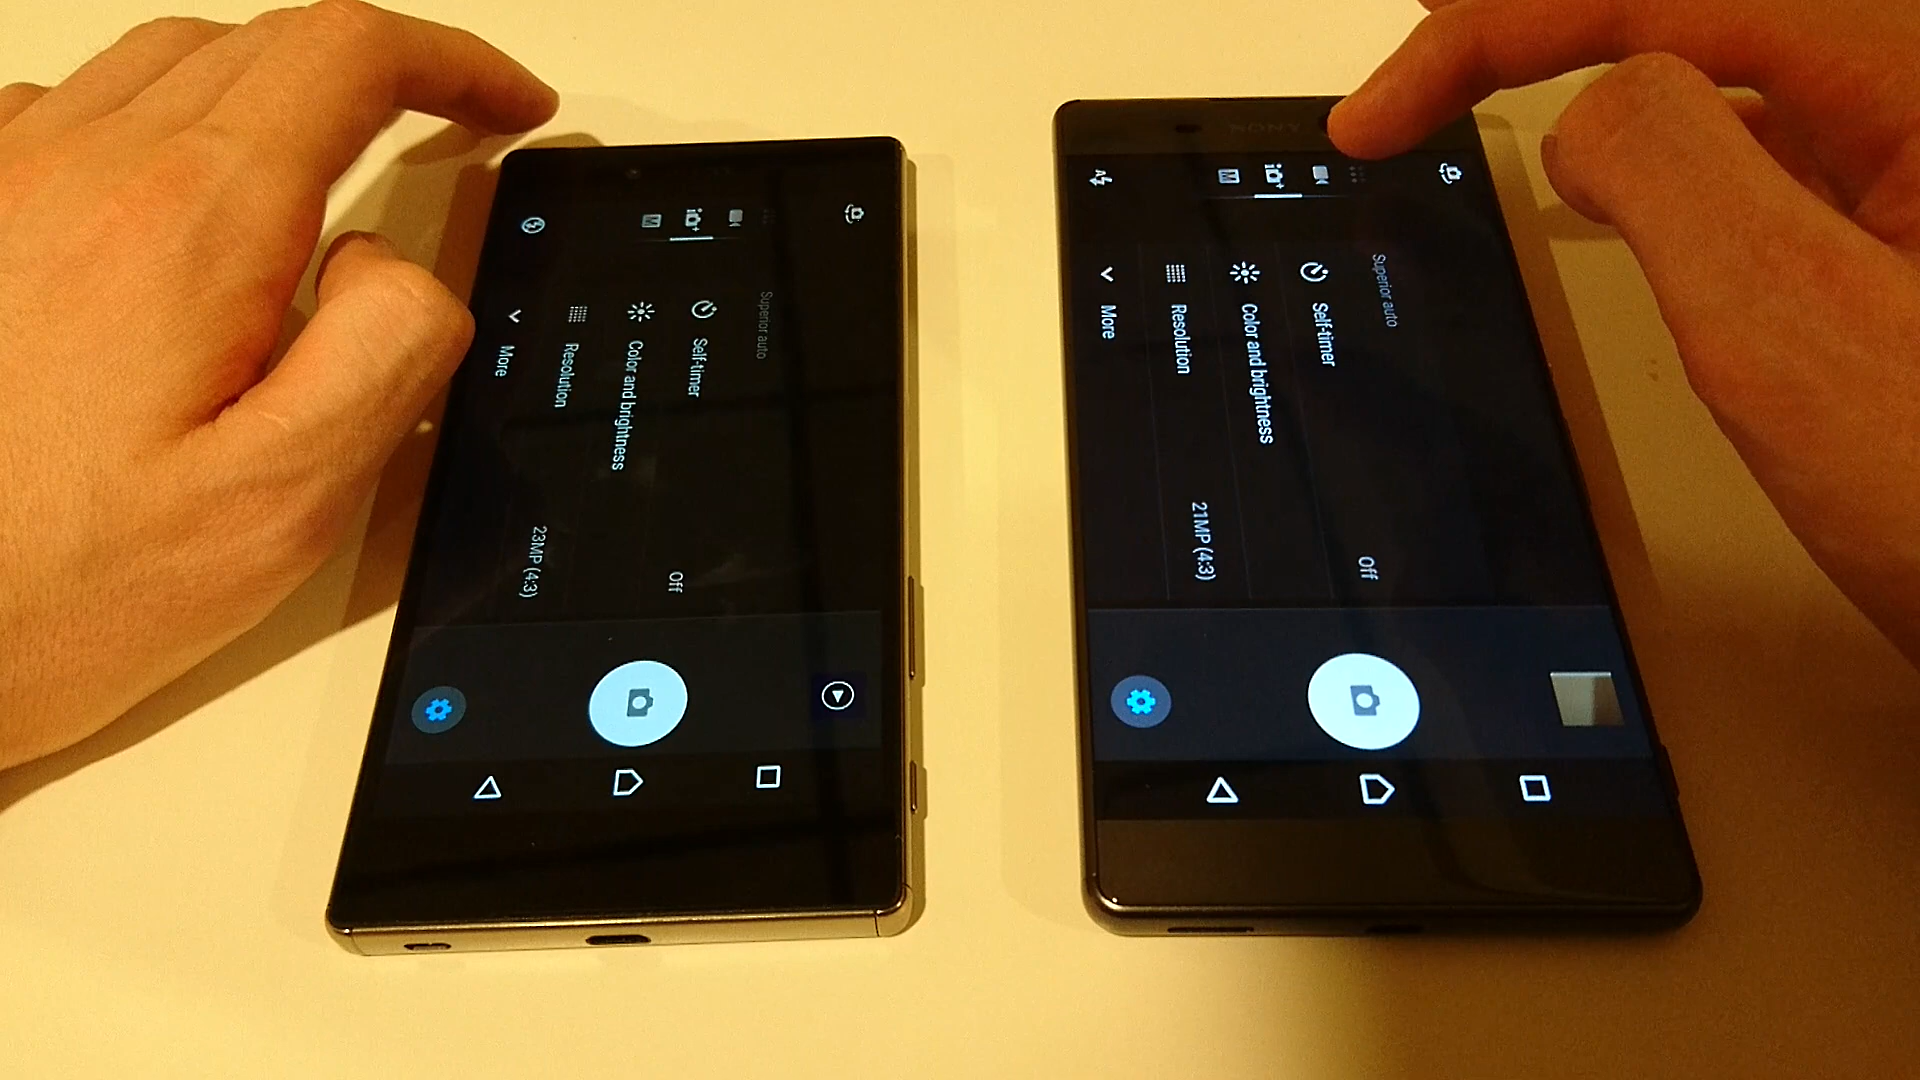 Superior auto
Self-timer
Off
Color and brightness
Resolution
23MP (4:3)
More
M
SONY
Superior auto
Self-timer
Off
Color and brightness
Resolution
21MP (4:3)
More
M